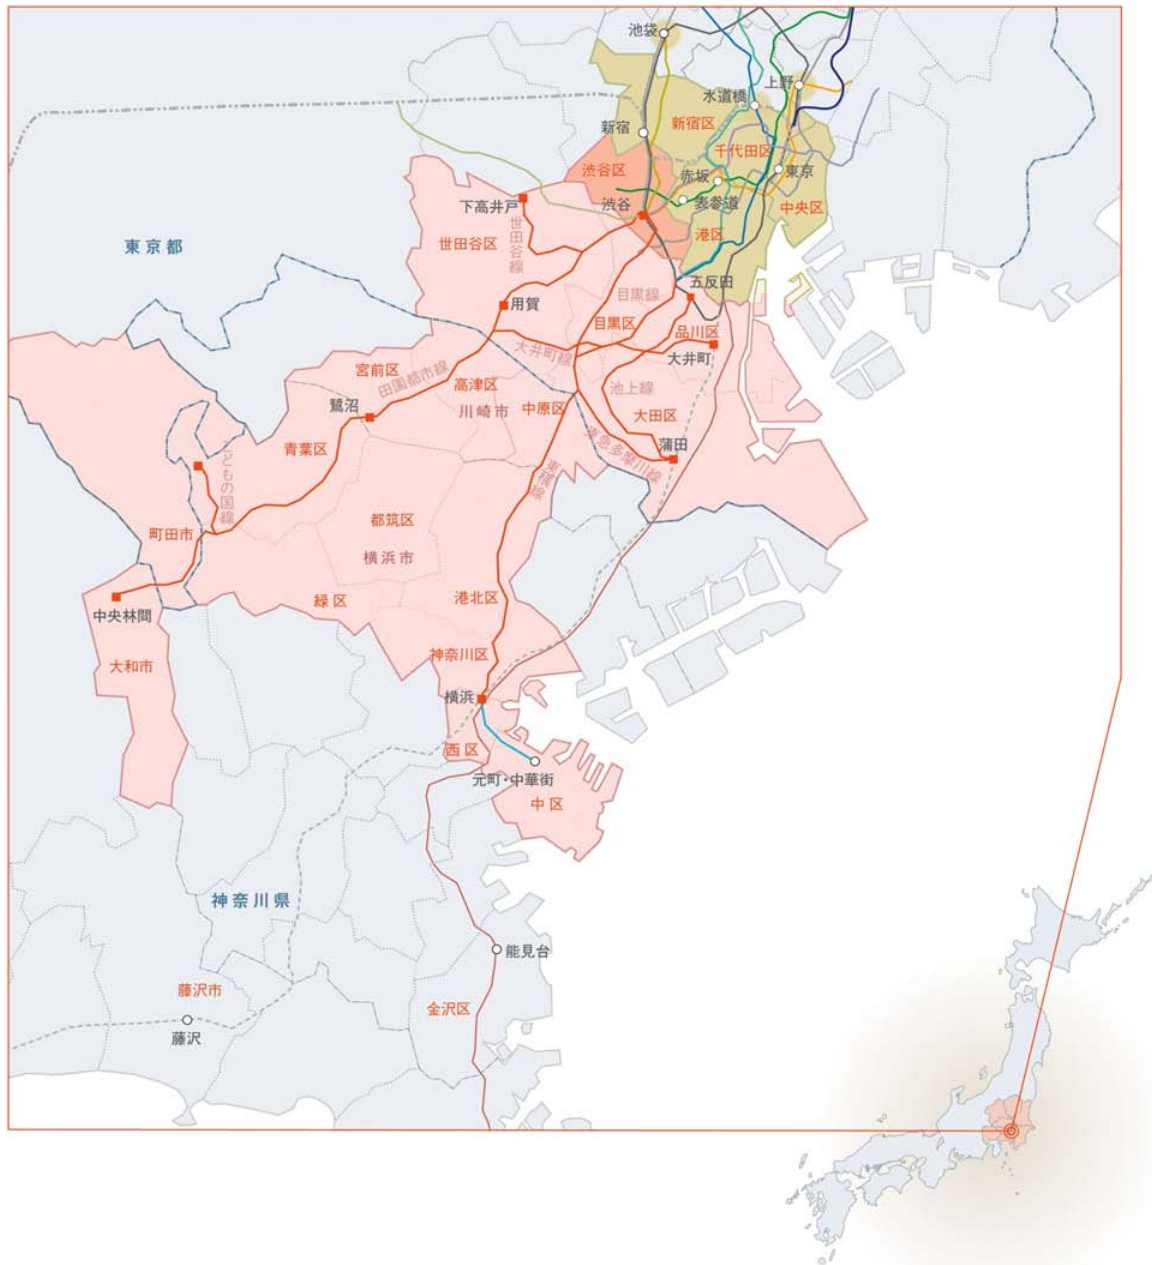 池袋
上野
水道橋
新宿
新宿区
千代田区
渋谷区
赤坂
東京
下高井戸
渋谷
表参道
中央区
世田谷線
東京都
世田谷区
港区
五反田
用賀
目黒線
目黒区
品川区
大井町線
大井町
宮前区
田園都市線
高津区
池上線
鷺沼
川崎市
中原区
大田区
青葉区
東急多摩川線
蒲田
こどもの国線
東横線
都筑区
町田市
横浜市
緑区
港北区
中央林間
神奈川区
大和市
横浜
西区
元町・中華街
中区
神奈川県
能見台
藤沢市
金沢区
藤沢